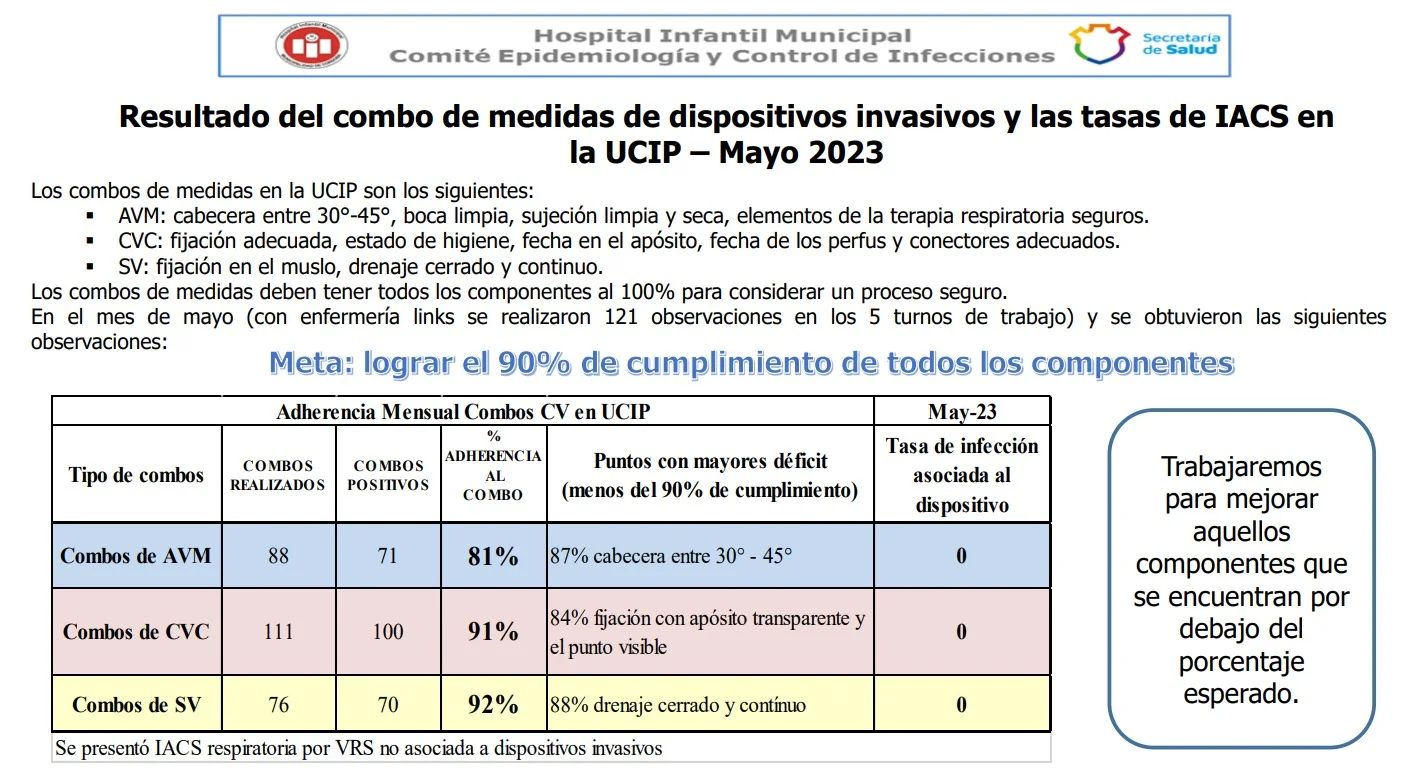 Hospital Infantil Municipal
Comité Epidemiología y Control de Infecciones
Secretaría
de Salud
Resultado del combo de medidas de dispositivos invasivos y las tasas de IACS en
la UCIP – Mayo 2023
Los combos de medidas en la UCIP son los siguientes:
▪ AVM: cabecera entre 30°-45°, boca limpia, sujeción limpia y seca, elementos de la terapia respiratoria seguros.
▪ CVC: fijación adecuada, estado de higiene, fecha en el apósito, fecha de los perfus y conectores adecuados.
▪ SV: fijación en el muslo, drenaje cerrado y continuo.
Los combos de medidas deben tener todos los componentes al 100% para considerar un proceso seguro.
En el mes de mayo (con enfermería links se realizaron 121 observaciones en los 5 turnos de trabajo) y se obtuvieron las siguientes
observaciones:
Meta: lograr el 90% de cumplimiento de todos los componentes
Adherencia Mensual Combos CV en UCIP
May-23
Tipo de combos
COMBOS
REALIZADOS
COMBOS
POSITIVOS
%
ADHERENCIA
AL
COMBO
Puntos con mayores déficit
(menos del 90% de cumplimiento)
Tasa de infección
asociada al
dispositivo
Combos de AVM
88
71
81%
87% cabecera entre 30° - 45°
0
Combos de CVC
111
100
91%
84% fijación con apósito transparente y
el punto visible
0
Combos de SV
76
70
92%
88% drenaje cerrado y contínuo
0
Se presentó IACS respiratoria por VRS no asociada a dispositivos invasivos
Trabajaremos
para mejorar
aquellos
componentes que
se encuentran por
debajo del
porcentaje
esperado.